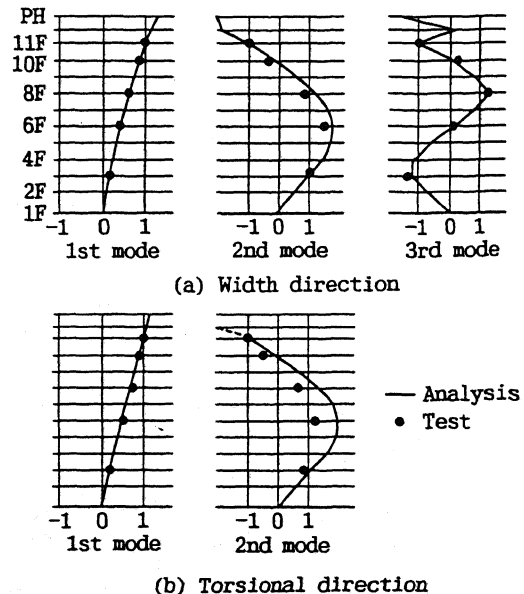 PH
11F
10F
8F
6F
4F
2F
1F
-1 0 1
1st mode
-1 0 1
2nd mode
-1 0 1
3rd mode
(a) Width direction
-1 0 1
1st mode
-1 0 1
2nd mode
— Analysis
• Test
(b) Torsional direction